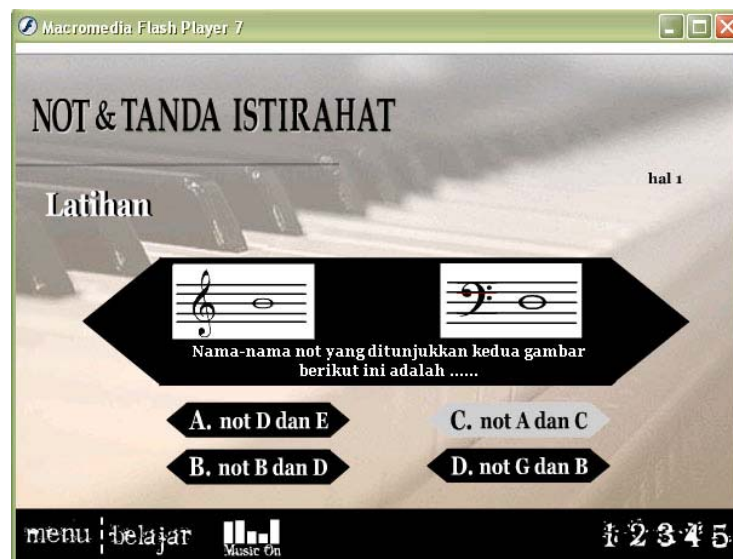 Macromedia Flash Player 7
NOT & TANDA ISTIRAHAT
hal 1
Latihan
Nama-nama not yang ditunjukkan kedua gambar
berikut ini adalah ......
A. not D dan E
C. not A dan C
B. not B dan D
D. not G dan B
menu belajar
Music On
1 2 3 4 5